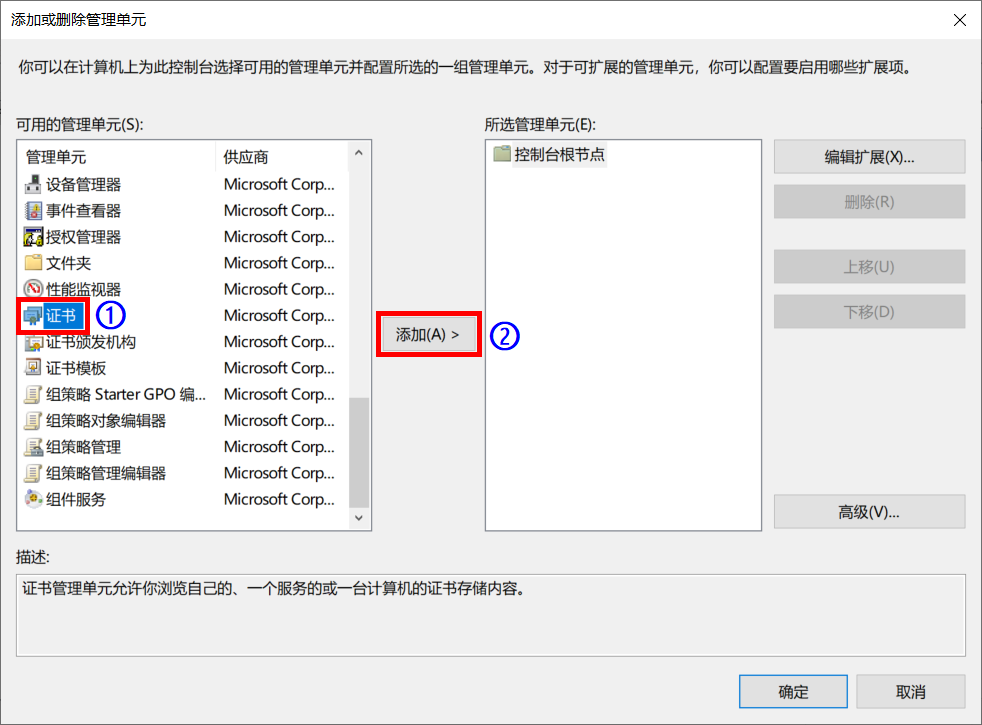 添加或删除管理单元
你可以在计算机上为此控制台选择可用的管理单元并配置所选的一组管理单元。对于可扩展的管理单元，你可以配置要启用哪些扩展项。
可用的管理单元(S):
管理单元 供应商
设备管理器 Microsoft Corp...
事件查看器 Microsoft Corp...
授权管理器 Microsoft Corp...
文件夹 Microsoft Corp...
性能监视器 Microsoft Corp...
证书 ① Microsoft Corp...
证书颁发机构 Microsoft Corp...
证书模板 Microsoft Corp...
组策略 Starter GPO 编... Microsoft Corp...
组策略对象编辑器 Microsoft Corp...
组策略管理 Microsoft Corp...
组策略管理编辑器 Microsoft Corp...
组件服务 Microsoft Corp...
添加(A) > ②
所选管理单元(E):
控制台根节点
编辑扩展(X)...
删除(R)
上移(U)
下移(D)
高级(V)...
描述:
证书管理单元允许你浏览自己的、一个服务的或一台计算机的证书存储内容。
确定 取消